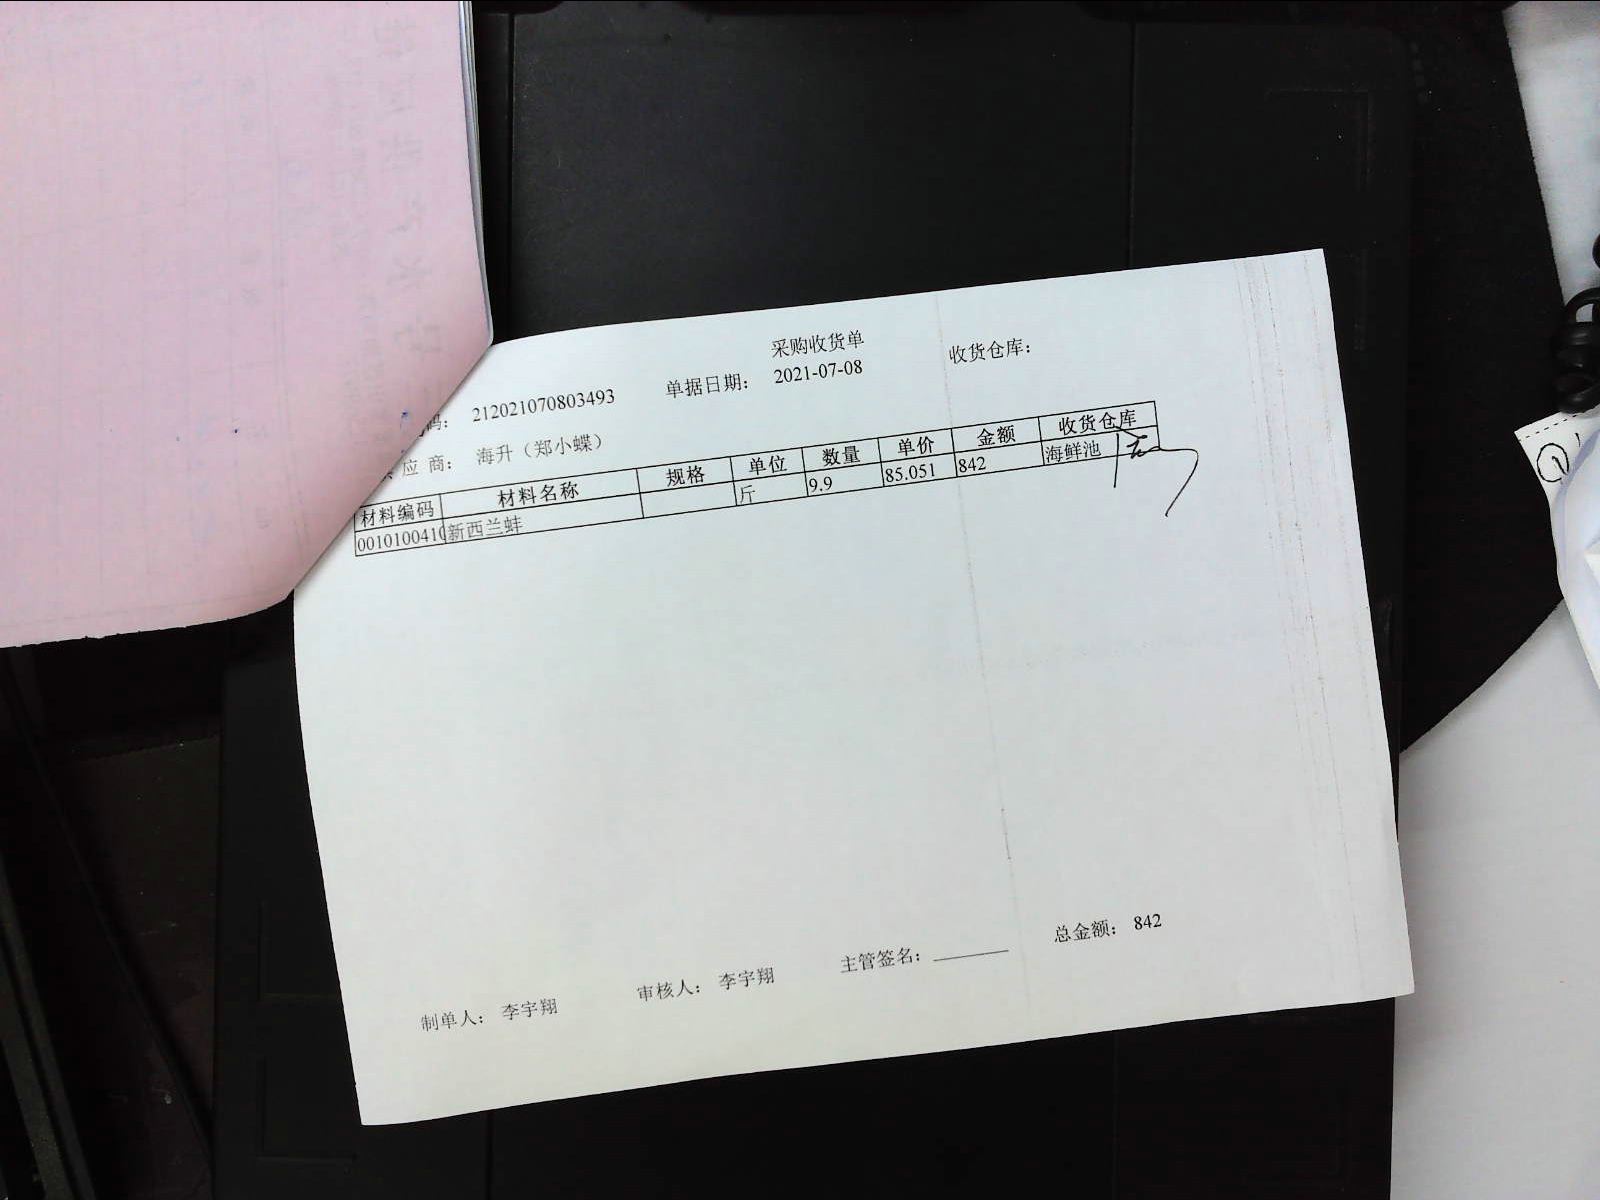 采购收货单
码： 212021070803493 单据日期： 2021-07-08 收货仓库：
应 商： 海升（郑小蝶）
材料编码 材料名称 规格 单位 数量 单价 金额 收货仓库
0010100410 新西兰蚌 斤 9.9 85.051 842 海鲜池
总金额： 842
制单人： 李宇翔 审核人： 李宇翔 主管签名：